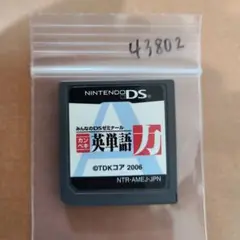 43802
NINTENDO DS
みんなのDSゼミナール
カンペキ 英単語力
©TDKコア 2006
NTR-AMEJ-JPN